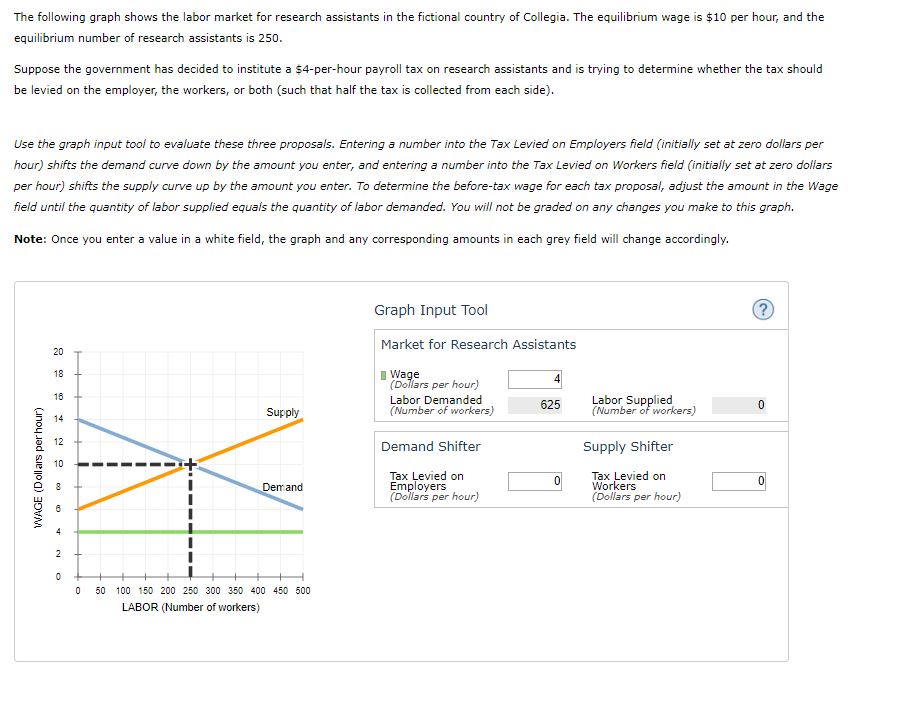 The following graph shows the labor market for research assistants in the fictional country of Collegia. The equilibrium wage is $10 per hour, and the
equilibrium number of research assistants is 250.
Suppose the government has decided to institute a $4-per-hour payroll tax on research assistants and is trying to determine whether the tax should
be levied on the employer, the workers, or both (such that half the tax is collected from each side).
Use the graph input tool to evaluate these three proposals. Entering a number into the Tax Levied on Employers field (initially set at zero dollars per
hour) shifts the demand curve down by the amount you enter, and entering a number into the Tax Levied on Workers field (initially set at zero dollars
per hour) shifts the supply curve up by the amount you enter. To determine the before-tax wage for each tax proposal, adjust the amount in the Wage
field until the quantity of labor supplied equals the quantity of labor demanded. You will not be graded on any changes you make to this graph.
Note: Once you enter a value in a white field, the graph and any corresponding amounts in each grey field will change accordingly.
Graph Input Tool
?
Market for Research Assistants
Wage
(Dollars per hour)
4
Labor Demanded
(Number of workers)
625
Labor Supplied
(Number of workers)
0
Demand Shifter
Supply Shifter
Tax Levied on
Employers
(Dollars per hour)
0
Tax Levied on
Workers
(Dollars per hour)
0
WAGE (Dollars per hour)
20
18
16
14
12
10
8
6
4
2
0
Supply
Demand
0 50 100 150 200 250 300 350 400 450 500
LABOR (Number of workers)